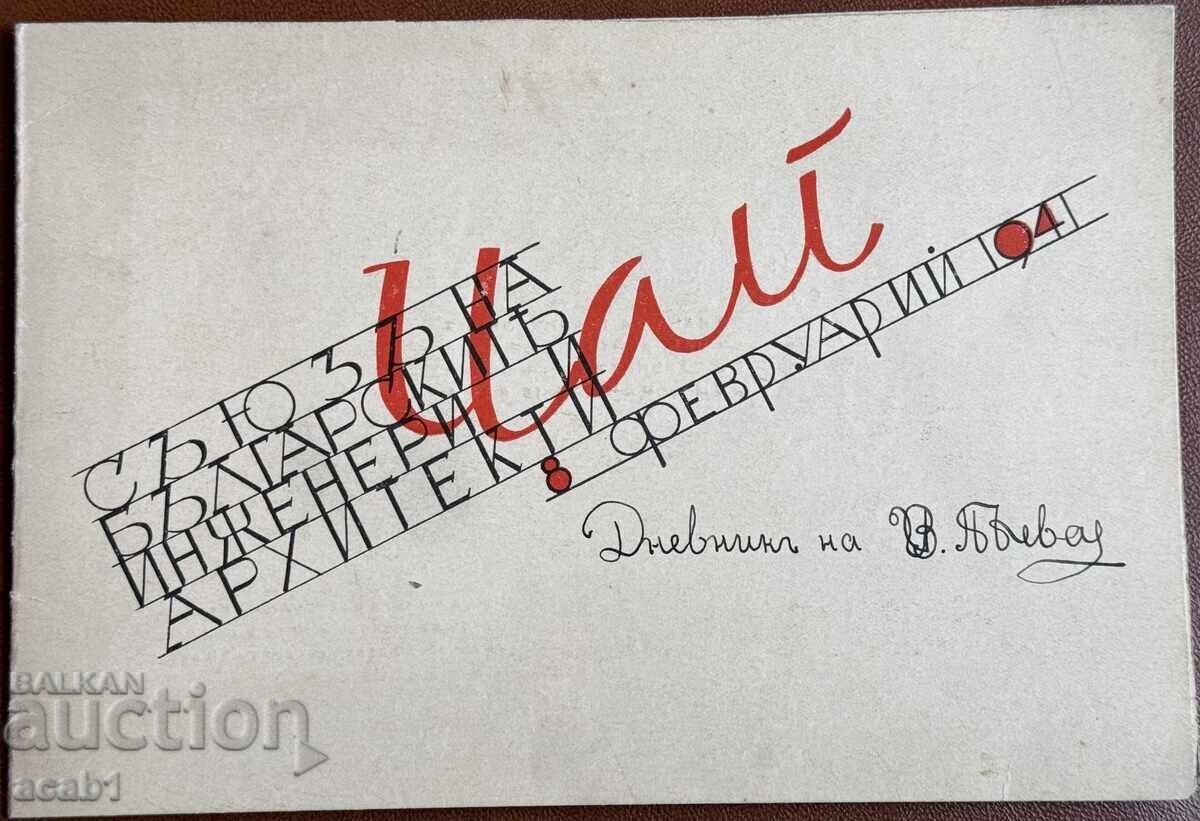 Чай
СЪЮЗЪ НА
БЪЛГАРСКИТѢ
ИНЖЕНЕРИ И
АРХИТЕКТИ
8 ФЕВРУАРИЙ 1941
Дневникъ на В.
BALKAN
auction
acab1